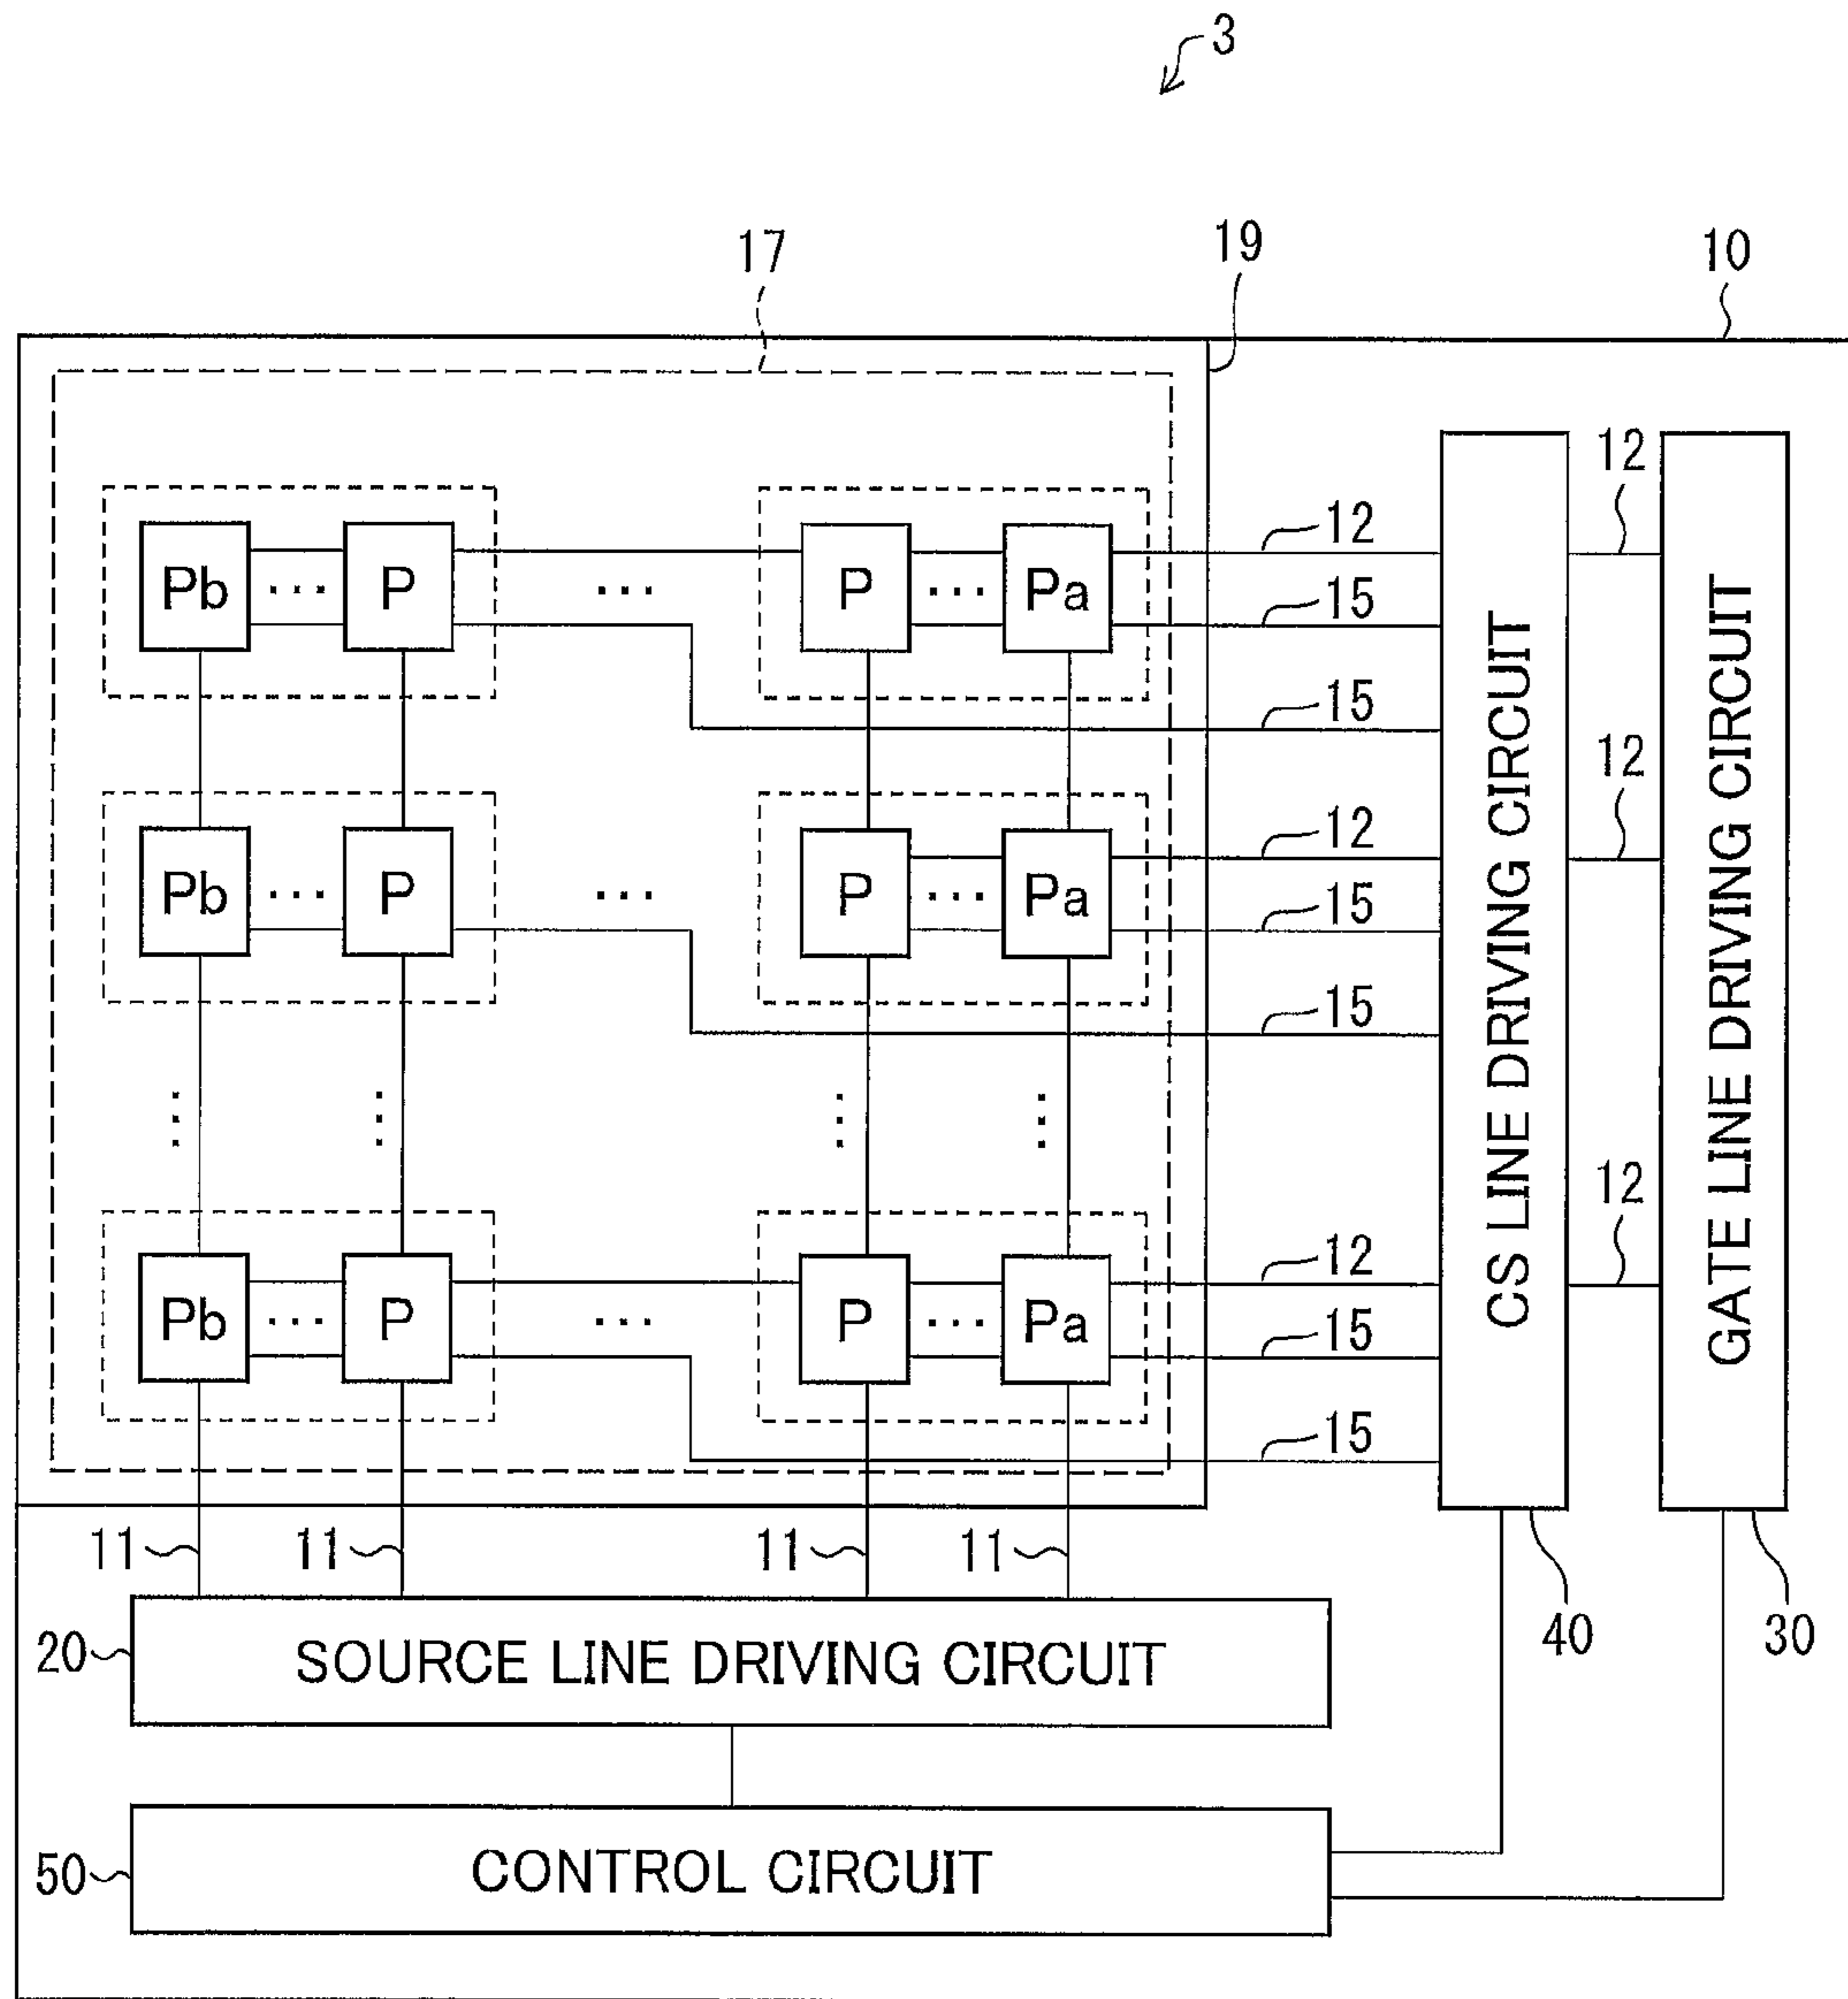 3
17 19 10
12
Pb ... P ... P ... Pa 12
15
15
12
Pb ... P ... P ... Pa 12
15
15
12
Pb ... P ... P ... Pa 12
15
15
CS LINE DRIVING CIRCUIT
GATE LINE DRIVING CIRCUIT
11 11 11 11
40 30
20 SOURCE LINE DRIVING CIRCUIT
50 CONTROL CIRCUIT